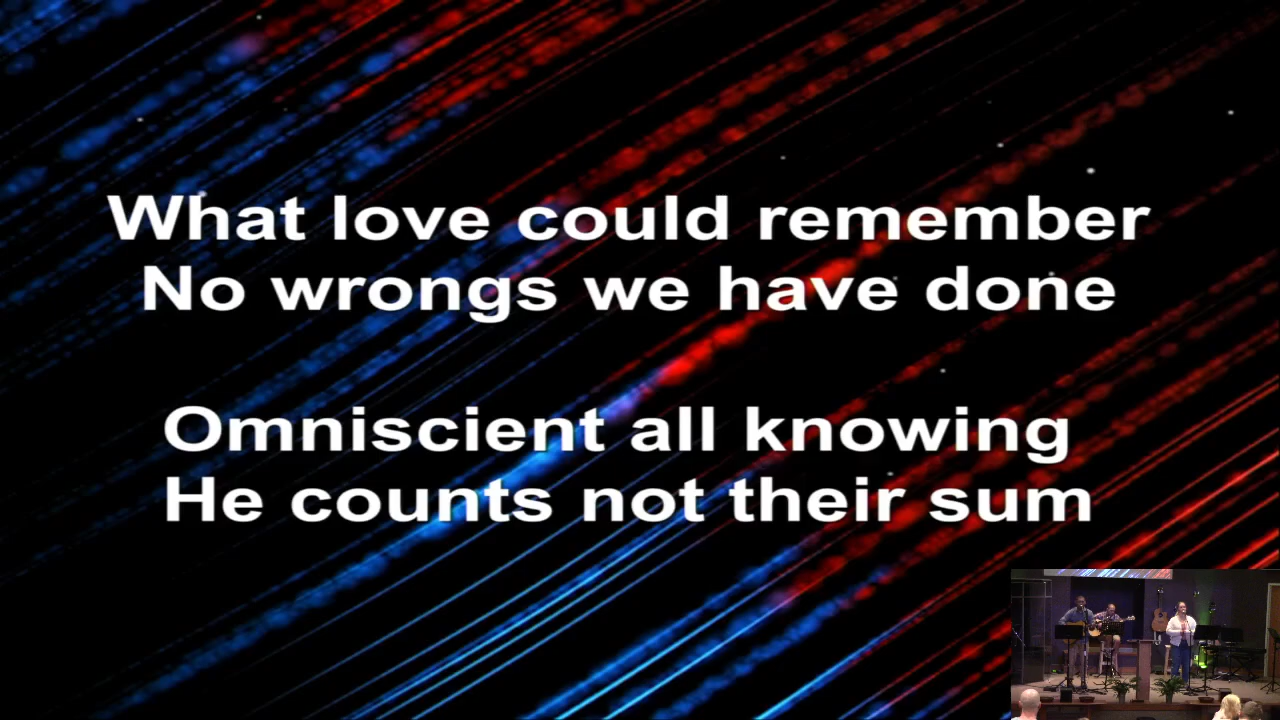 What love could remember
No wrongs we have done
Omniscient all knowing
He counts not their sum